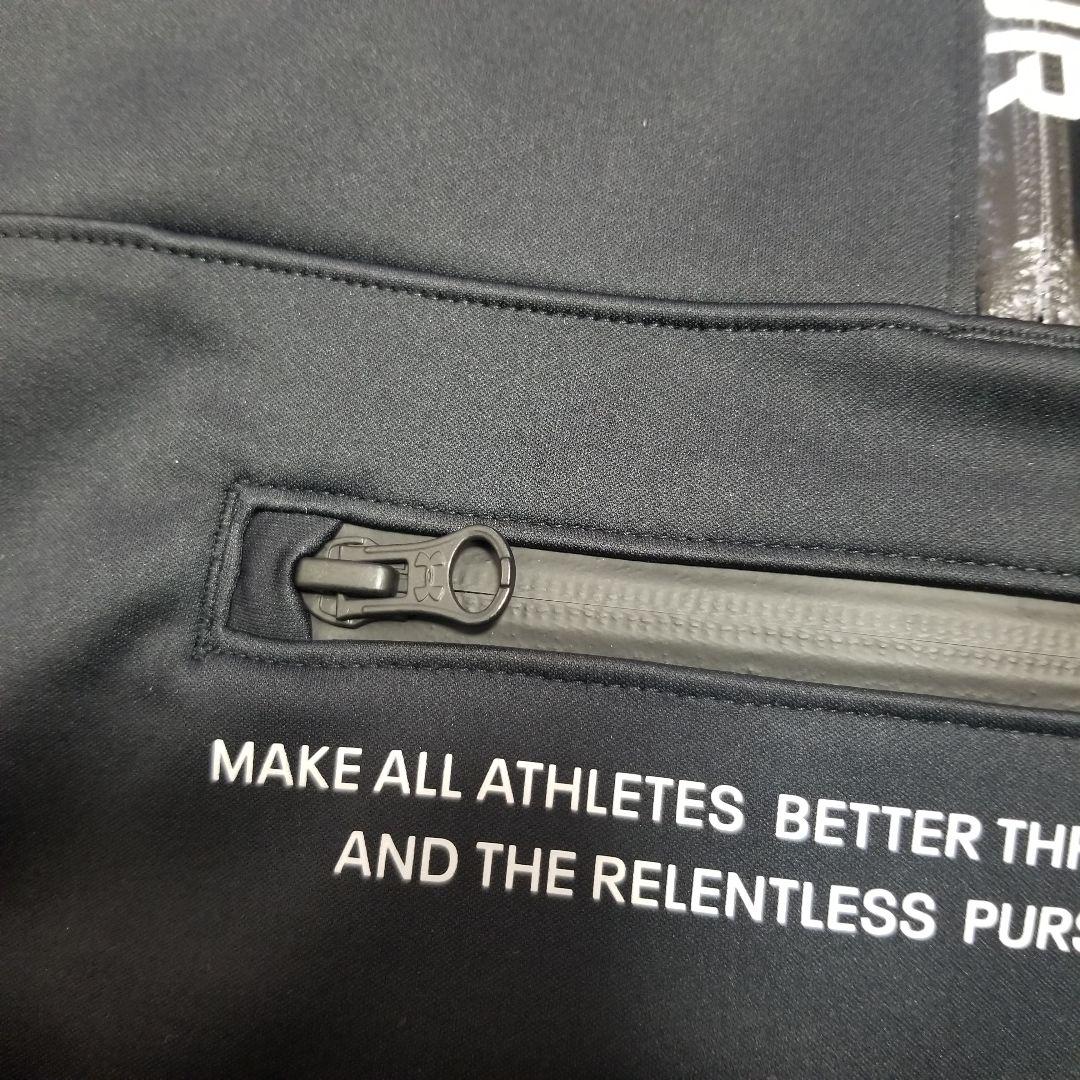 MAKE ALL ATHLETES BETTER
AND THE RELENTLESS